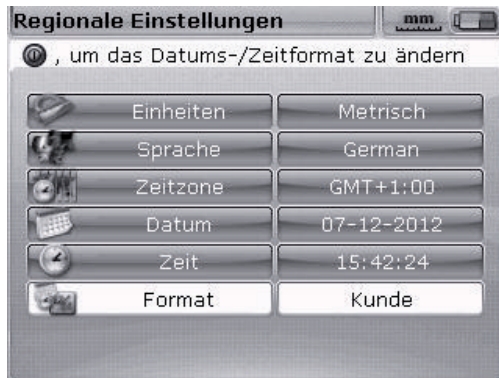 Regionale Einstellungen mm
, um das Datums-/Zeitformat zu ändern
Einheiten Metrisch
Sprache German
Zeitzone GMT+1:00
Datum 07-12-2012
Zeit 15:42:24
Format Kunde